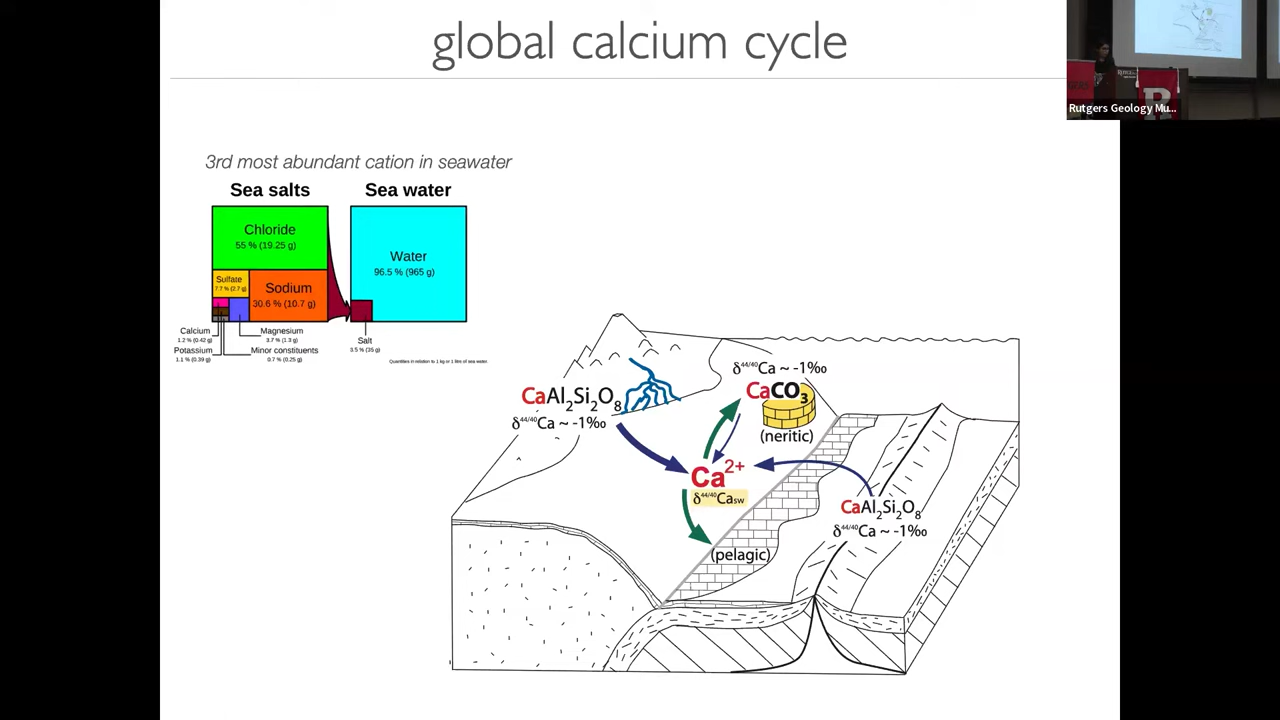 global calcium cycle
Rutgers Geology Mu...
3rd most abundant cation in seawater
Sea salts
Sea water
Chloride
55 % (19.25 g)
Sulfate
7.7 % (2.7 g)
Sodium
30.6 % (10.7 g)
Water
96.5 % (965 g)
Calcium
1.2 % (0.42 g)
Potassium
1.1 % (0.39 g)
Magnesium
3.7 % (1.3 g)
Minor constituents
0.7 % (0.25 g)
Salt
3.5 % (35 g)
Quantities in relation to 1 kg or 1 litre of sea water.
CaAl₂Si₂O₈
δ⁴⁴/⁴⁰Ca ~ -1‰
δ⁴⁴/⁴⁰Ca ~ -1‰
CaCO₃
(neritic)
Ca²⁺
δ⁴⁴/⁴⁰Casw
(pelagic)
CaAl₂Si₂O₈
δ⁴⁴/⁴⁰Ca ~ -1‰
R